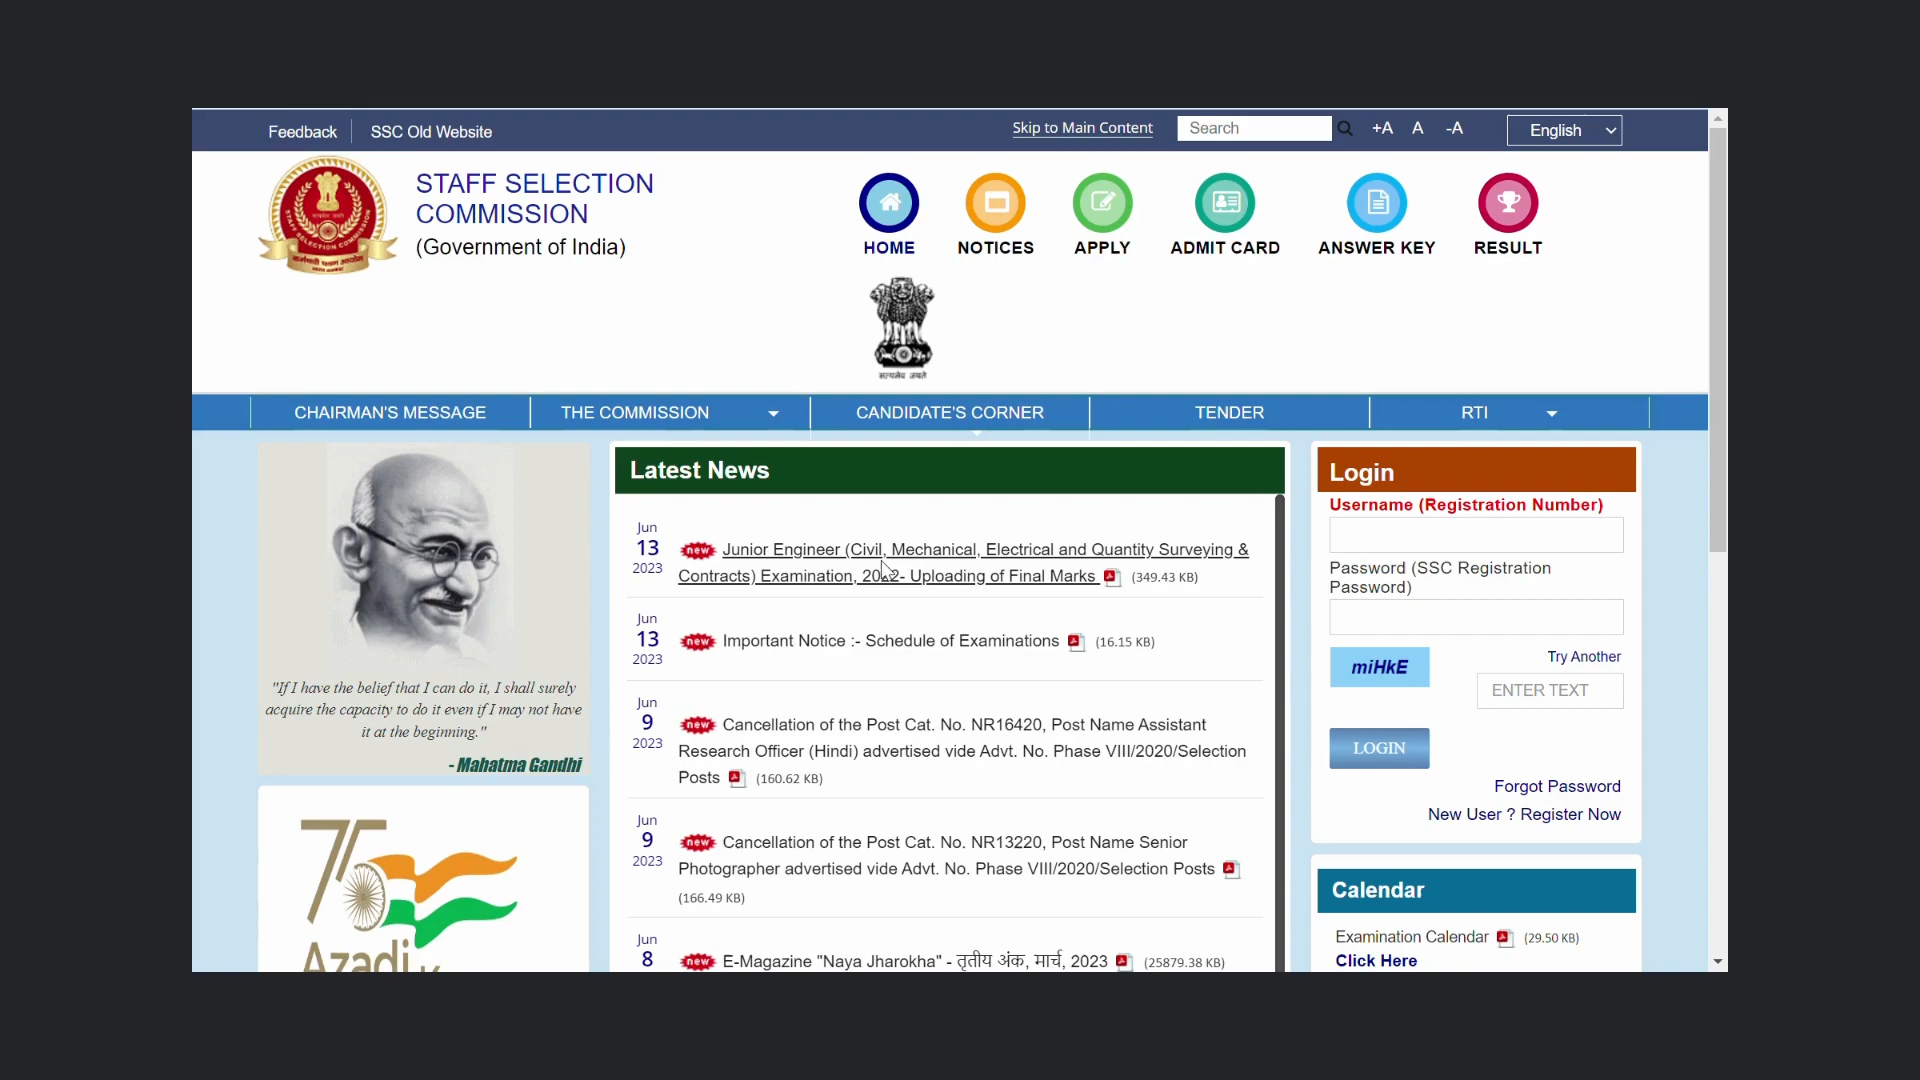 Feedback
SSC Old Website
Skip to Main Content
Search
+A
A
-A
English
STAFF SELECTION
COMMISSION
(Government of India)
HOME
NOTICES
APPLY
ADMIT CARD
ANSWER KEY
RESULT
सत्यमेव जयते
CHAIRMAN'S MESSAGE
THE COMMISSION
CANDIDATE'S CORNER
TENDER
RTI
"If I have the belief that I can do it, I shall surely
acquire the capacity to do it even if I may not have
it at the beginning."
- Mahatma Gandhi
75
Azadi
Latest News
Jun
13
2023
new Junior Engineer (Civil, Mechanical, Electrical and Quantity Surveying &
Contracts) Examination, 2022- Uploading of Final Marks (349.43 KB)
Jun
13
2023
new Important Notice :- Schedule of Examinations (16.15 KB)
Jun
9
2023
new Cancellation of the Post Cat. No. NR16420, Post Name Assistant
Research Officer (Hindi) advertised vide Advt. No. Phase VIII/2020/Selection
Posts (160.62 KB)
Jun
9
2023
new Cancellation of the Post Cat. No. NR13220, Post Name Senior
Photographer advertised vide Advt. No. Phase VIII/2020/Selection Posts
(166.49 KB)
Jun
8
new E-Magazine "Naya Jharokha" - तृतीय अंक, मार्च, 2023 (25879.38 KB)
Login
Username (Registration Number)
Password (SSC Registration
Password)
miHkE
Try Another
ENTER TEXT
LOGIN
Forgot Password
New User ? Register Now
Calendar
Examination Calendar (29.50 KB)
Click Here